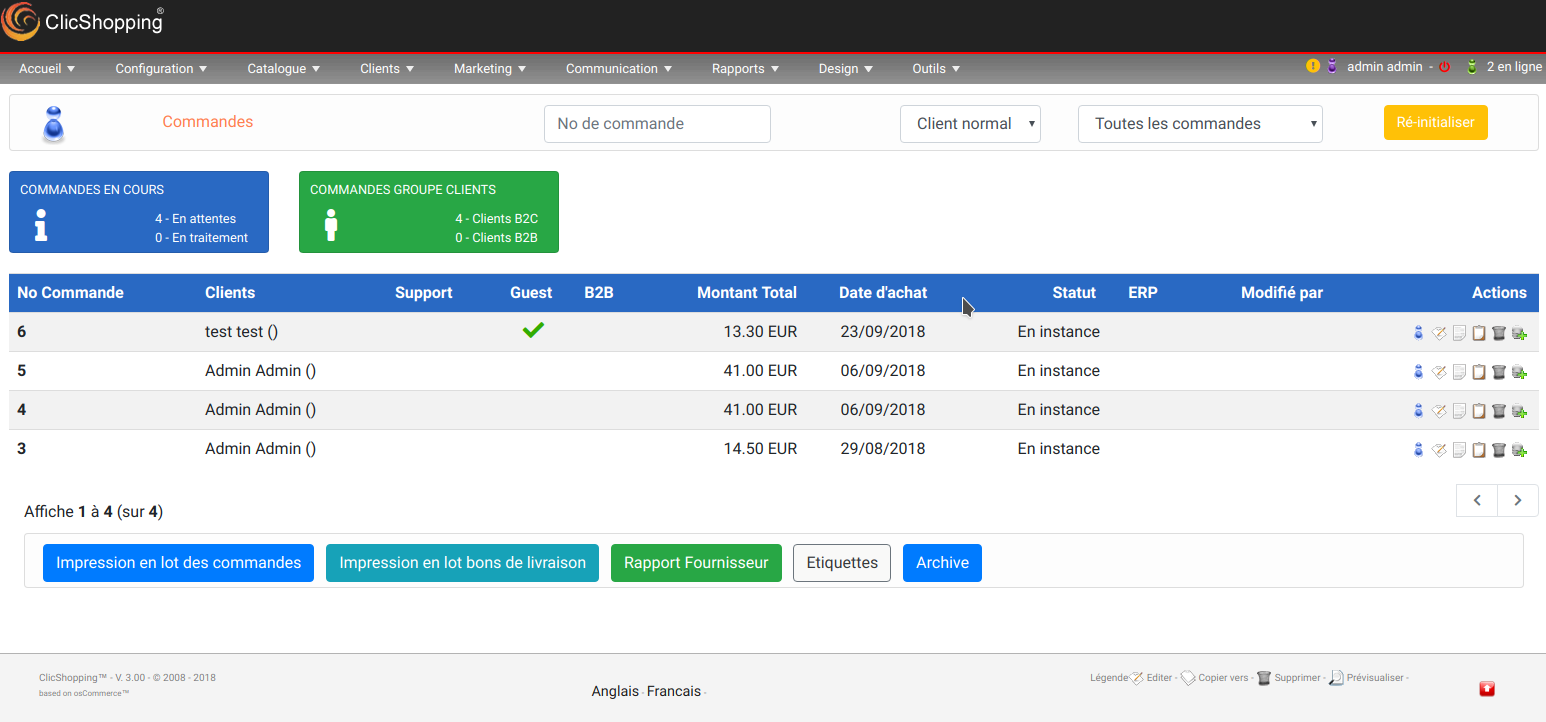 ClicShopping®
Accueil Configuration Catalogue Clients Marketing Communication Rapports Design Outils admin admin - 2 en ligne
Commandes No de commande Client normal Toutes les commandes Ré-initialiser
COMMANDES EN COURS
4 - En attentes
0 - En traitement
COMMANDES GROUPE CLIENTS
4 - Clients B2C
0 - Clients B2B
No Commande Clients Support Guest B2B Montant Total Date d'achat Statut ERP Modifié par Actions
6 test test () 13.30 EUR 23/09/2018 En instance
5 Admin Admin () 41.00 EUR 06/09/2018 En instance
4 Admin Admin () 41.00 EUR 06/09/2018 En instance
3 Admin Admin () 14.50 EUR 29/08/2018 En instance
Affiche 1 à 4 (sur 4)
Impression en lot des commandes Impression en lot bons de livraison Rapport Fournisseur Etiquettes Archive
ClicShopping™ - V. 3.00 - © 2008 - 2018
based on osCommerce™
Anglais - Francais -
Légende Editer - Copier vers - Supprimer - Prévisualiser -